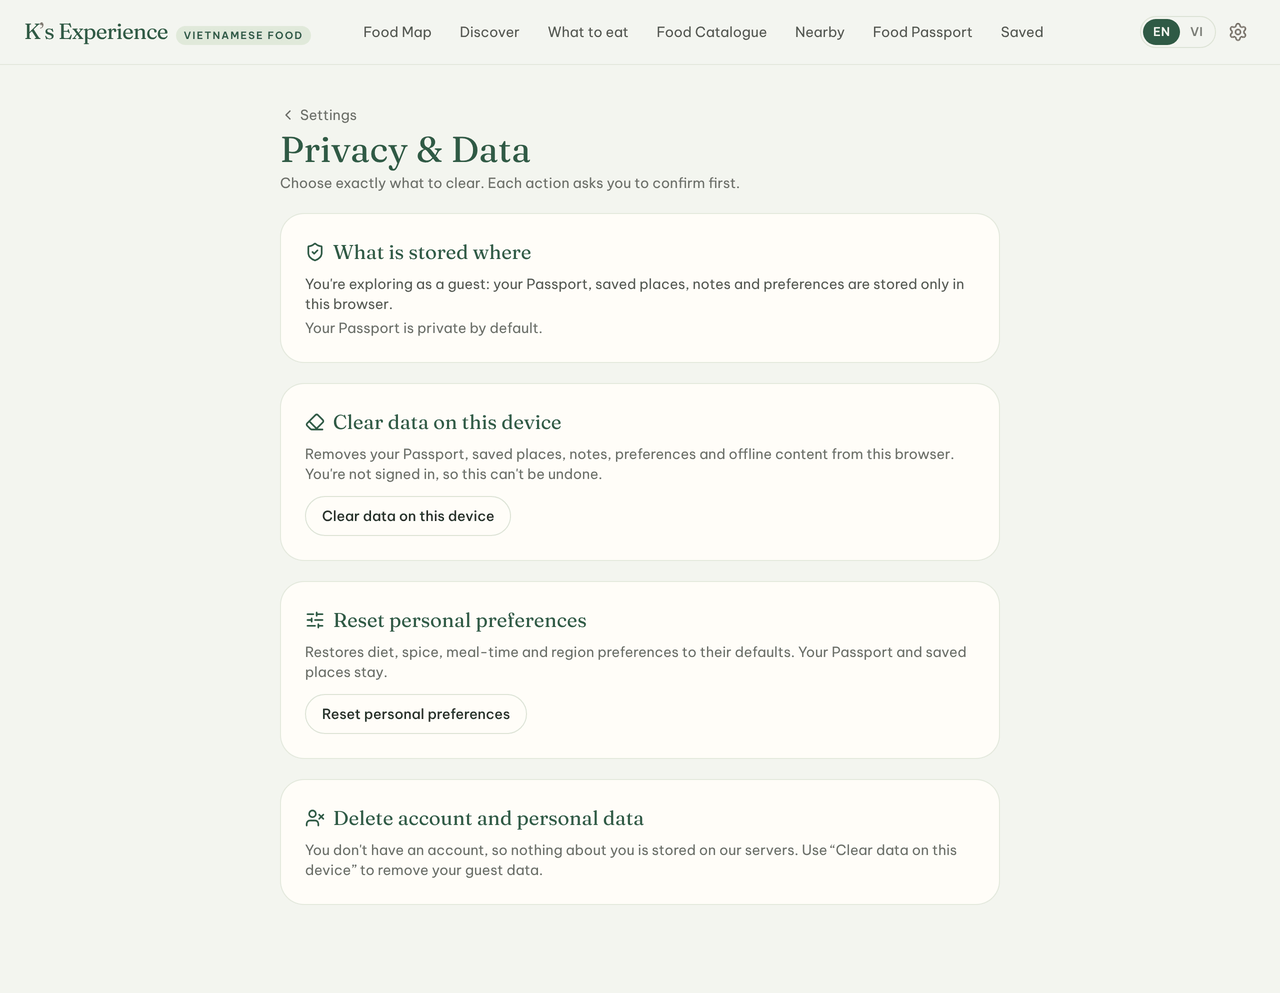 K's Experience VIETNAMESE FOOD Food Map Discover What to eat Food Catalogue Nearby Food Passport Saved EN VI
Settings
Privacy & Data
Choose exactly what to clear. Each action asks you to confirm first.
What is stored where
You're exploring as a guest: your Passport, saved places, notes and preferences are stored only in
this browser.
Your Passport is private by default.
Clear data on this device
Removes your Passport, saved places, notes, preferences and offline content from this browser.
You're not signed in, so this can't be undone.
Clear data on this device
Reset personal preferences
Restores diet, spice, meal-time and region preferences to their defaults. Your Passport and saved
places stay.
Reset personal preferences
Delete account and personal data
You don't have an account, so nothing about you is stored on our servers. Use “Clear data on this
device” to remove your guest data.